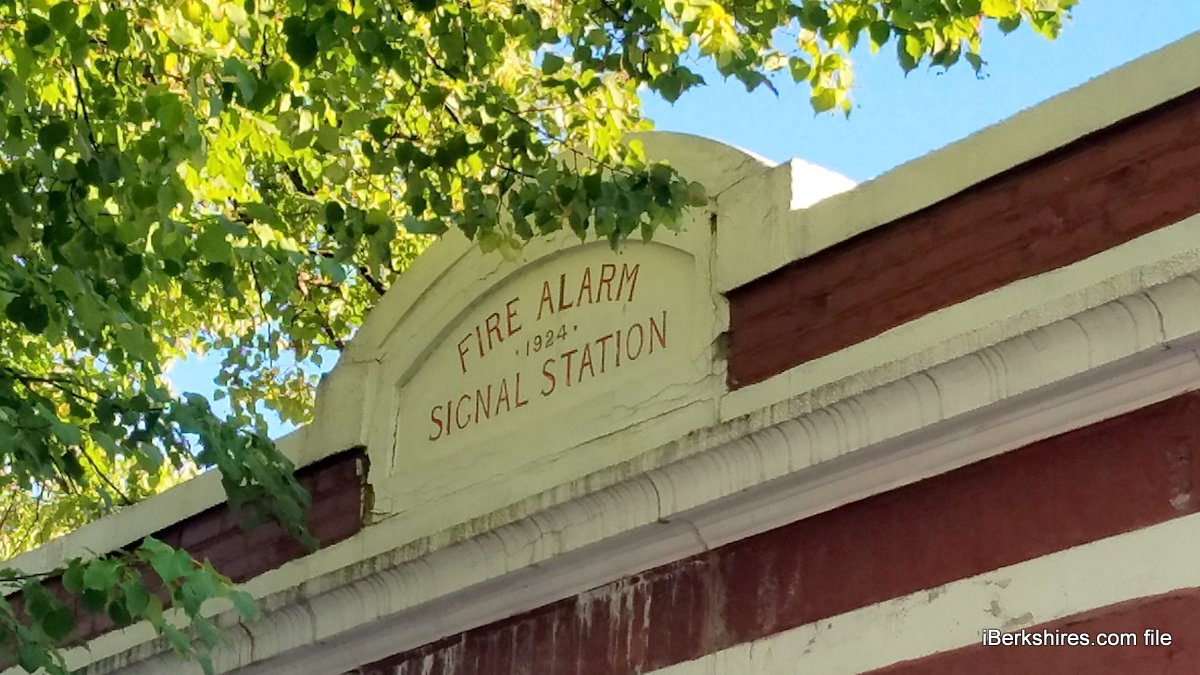 FIRE ALARM
· 1924 ·
SIGNAL STATION
iBerkshires.com file